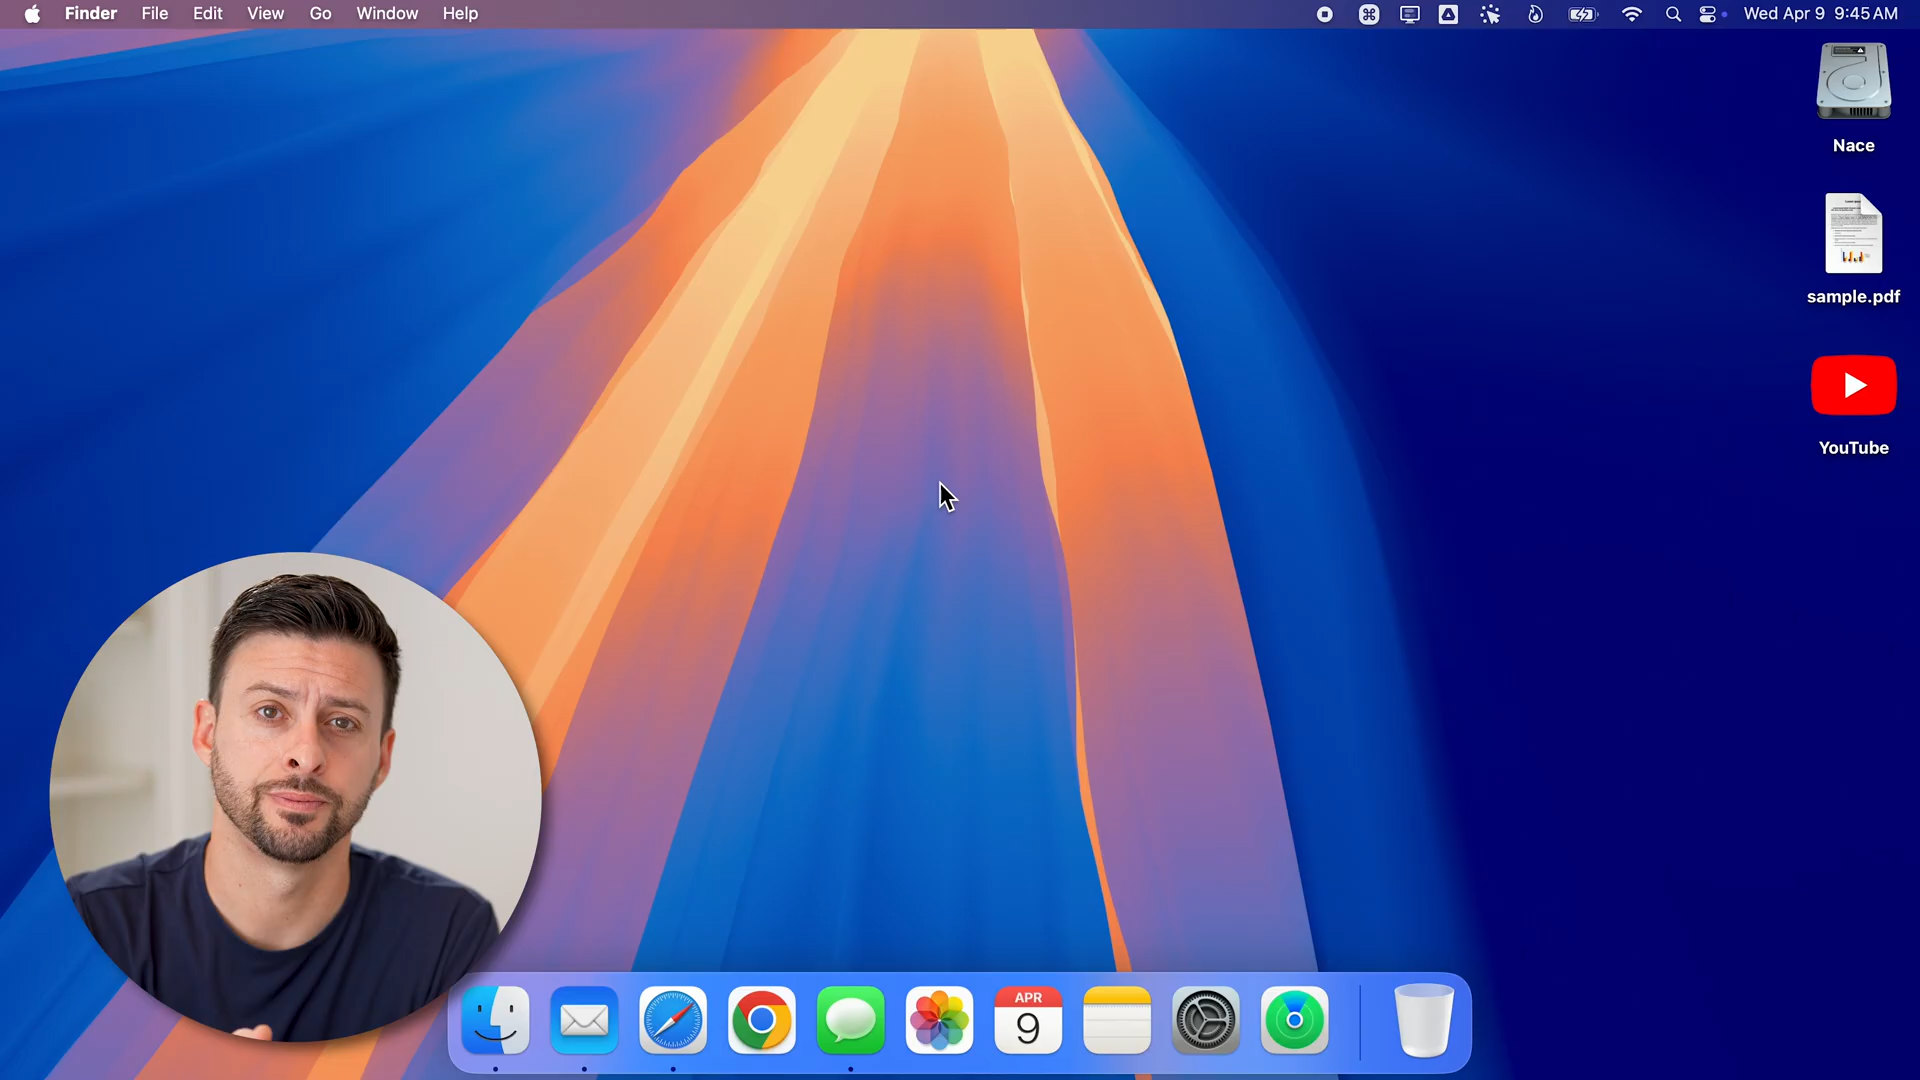 Finder File Edit View Go Window Help Wed Apr 9 9:45 AM
Nace
sample.pdf
YouTube
APR
9